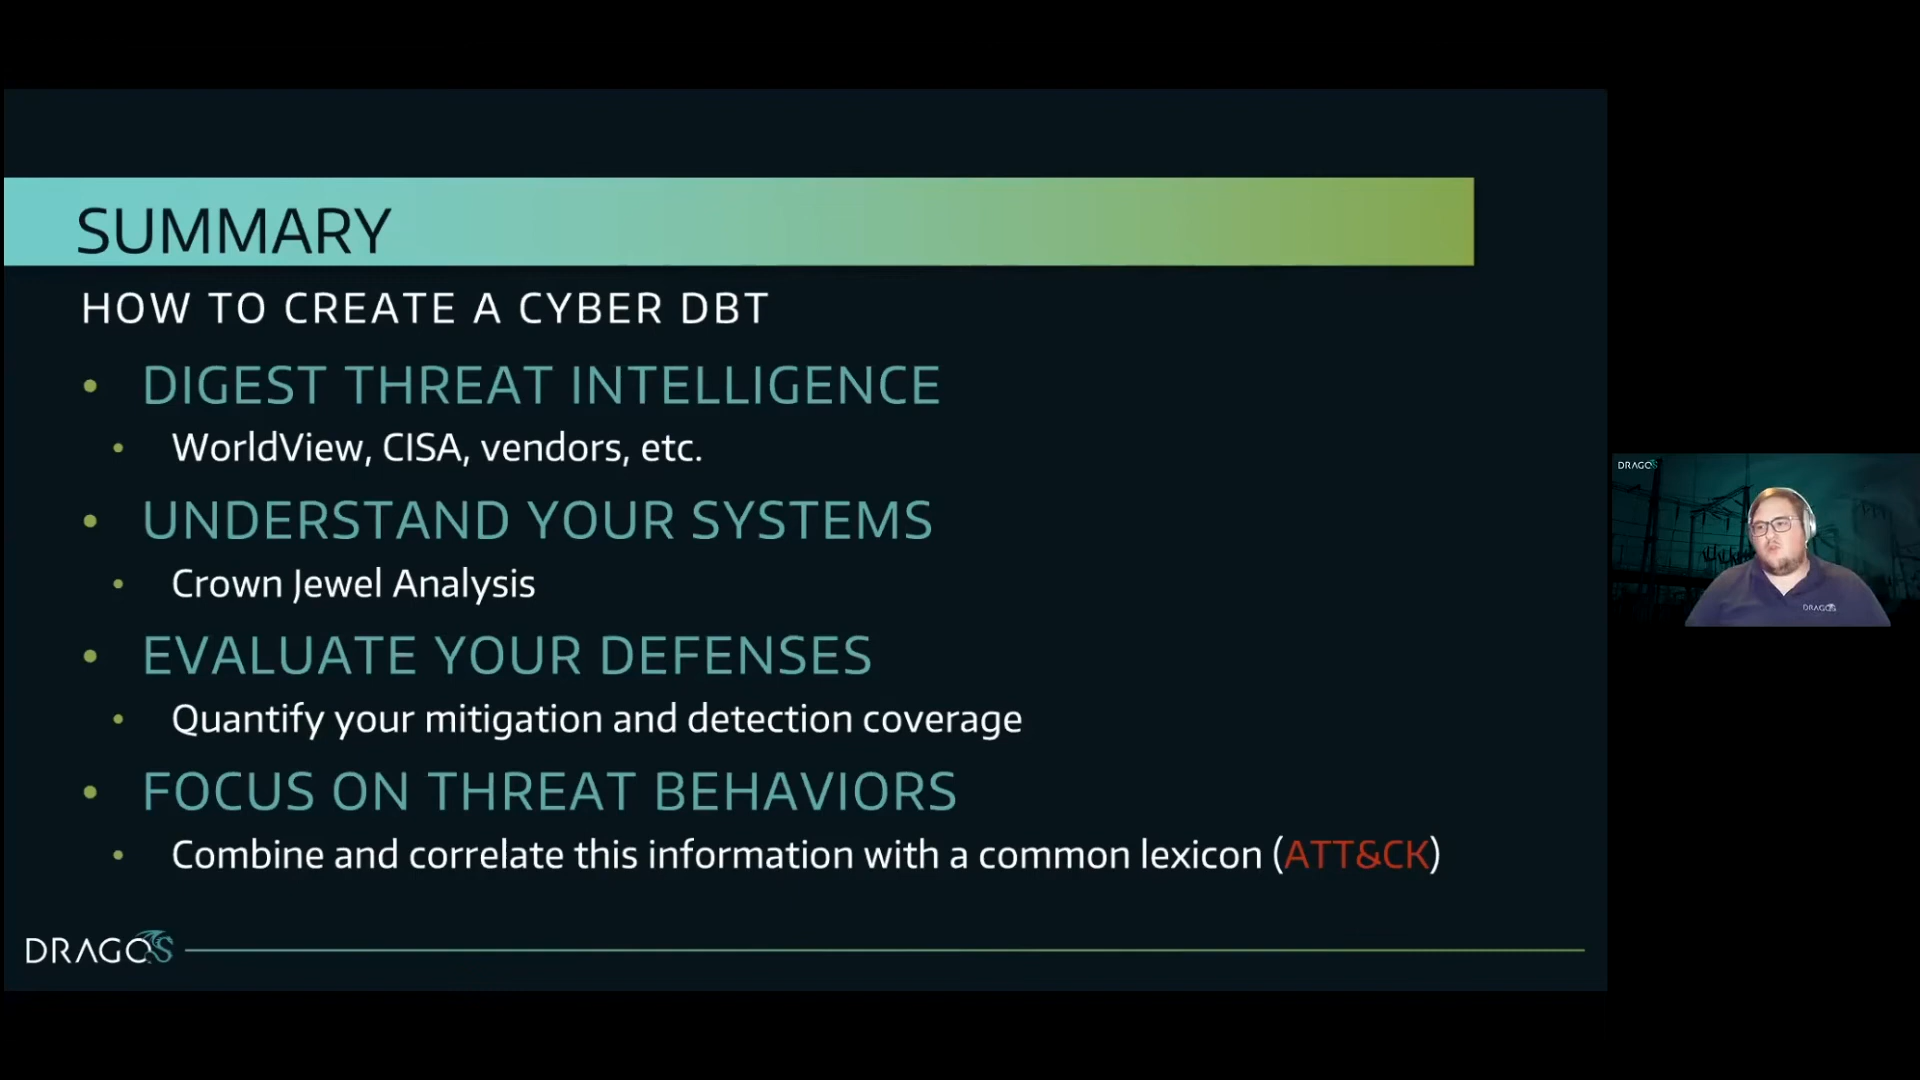 SUMMARY
HOW TO CREATE A CYBER DBT
• DIGEST THREAT INTELLIGENCE
• WorldView, CISA, vendors, etc.
• UNDERSTAND YOUR SYSTEMS
• Crown Jewel Analysis
• EVALUATE YOUR DEFENSES
• Quantify your mitigation and detection coverage
• FOCUS ON THREAT BEHAVIORS
• Combine and correlate this information with a common lexicon (ATT&CK)
DRAGOS
DRAGOS
DRAGOS